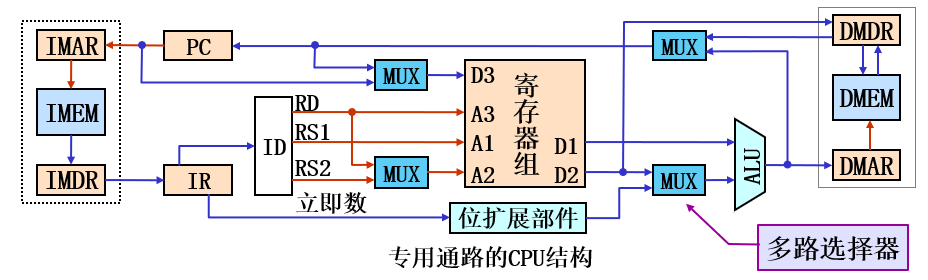 IMAR
PC
MUX
DMDR
MUX
D3
寄存器组
IMEM
DMEM
RD
A3
ID
RS1
A1
D1
ALU
IMDR
IR
RS2
MUX
A2
D2
MUX
DMAR
立即数
位扩展部件
多路选择器
专用通路的CPU结构